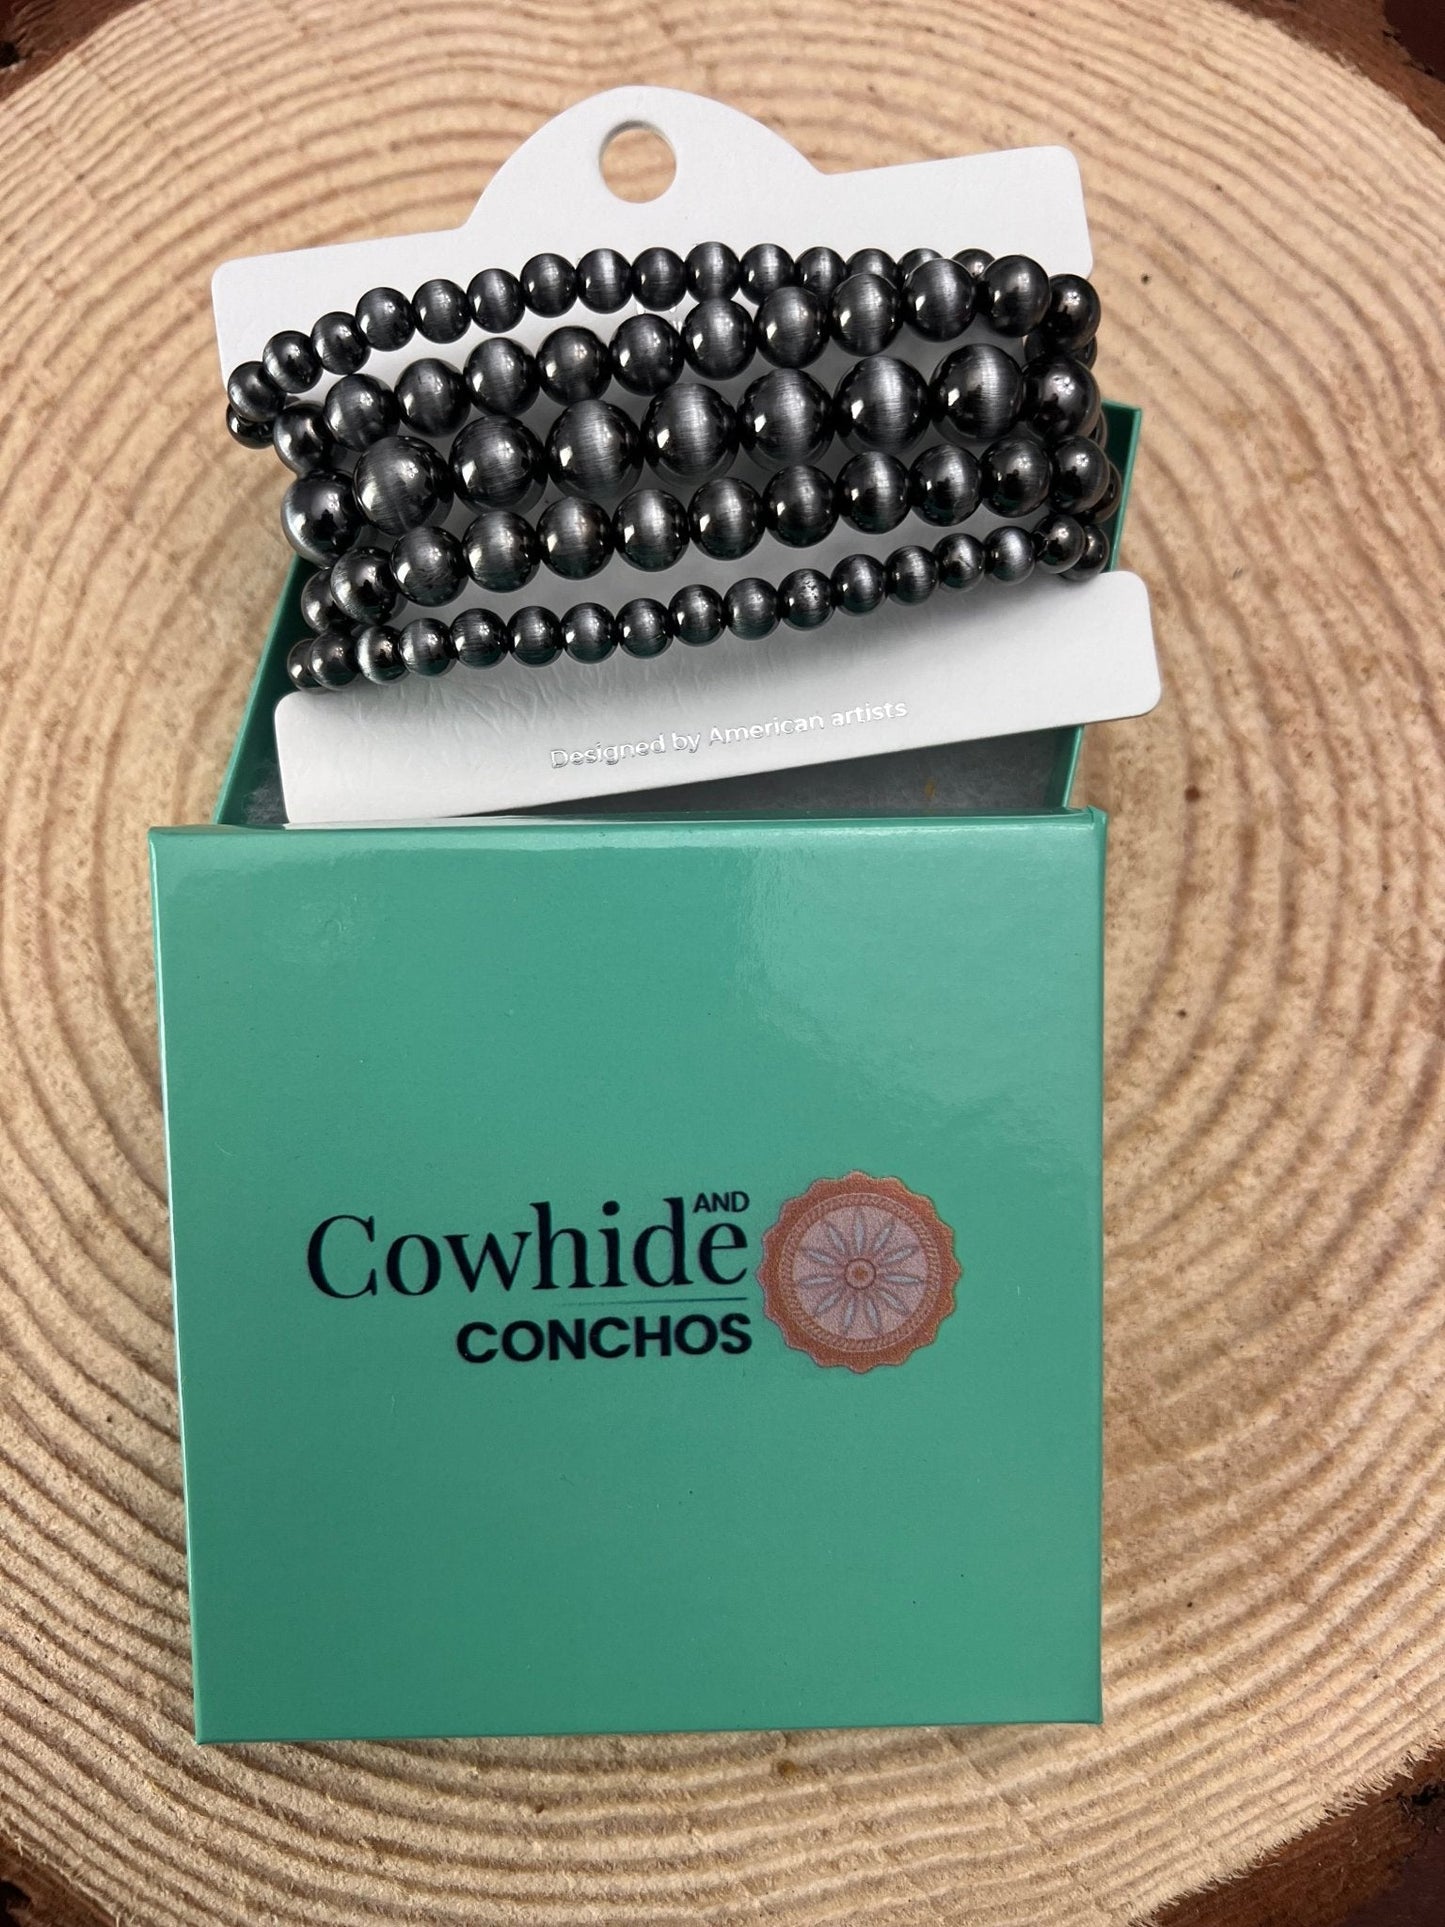 Designed by American artists
AND
Cowhide
CONCHOS